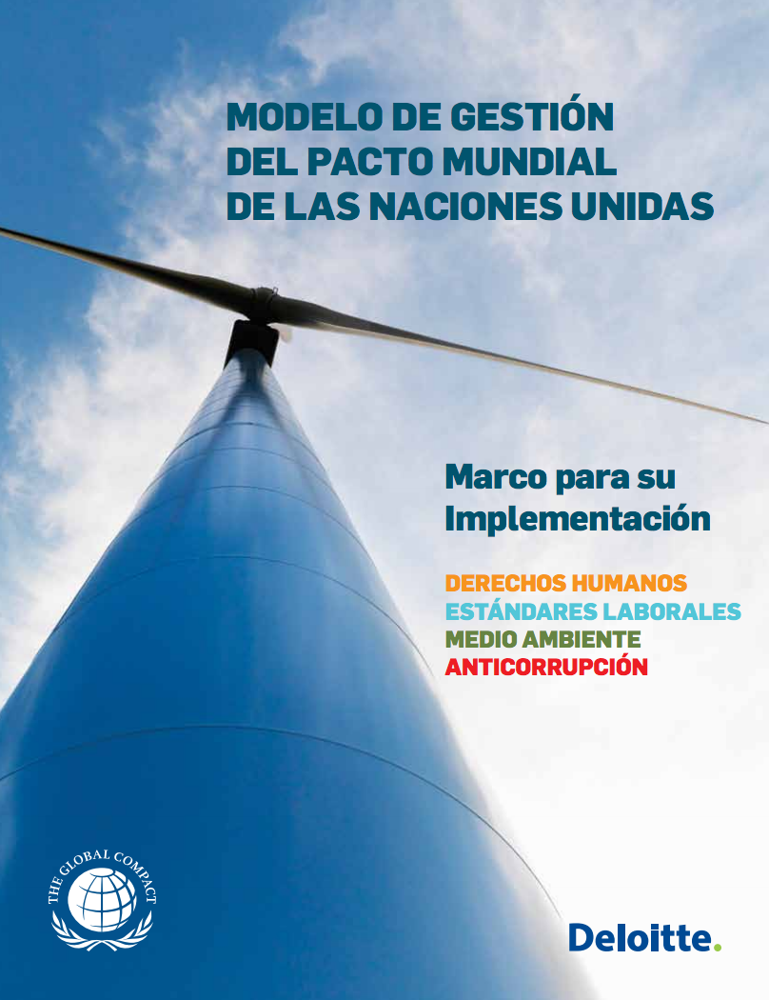 MODELO DE GESTIÓN
DEL PACTO MUNDIAL
DE LAS NACIONES UNIDAS
Marco para su
Implementación
DERECHOS HUMANOS
ESTÁNDARES LABORALES
MEDIO AMBIENTE
ANTICORRUPCIÓN
THE GLOBAL COMPACT
Deloitte.